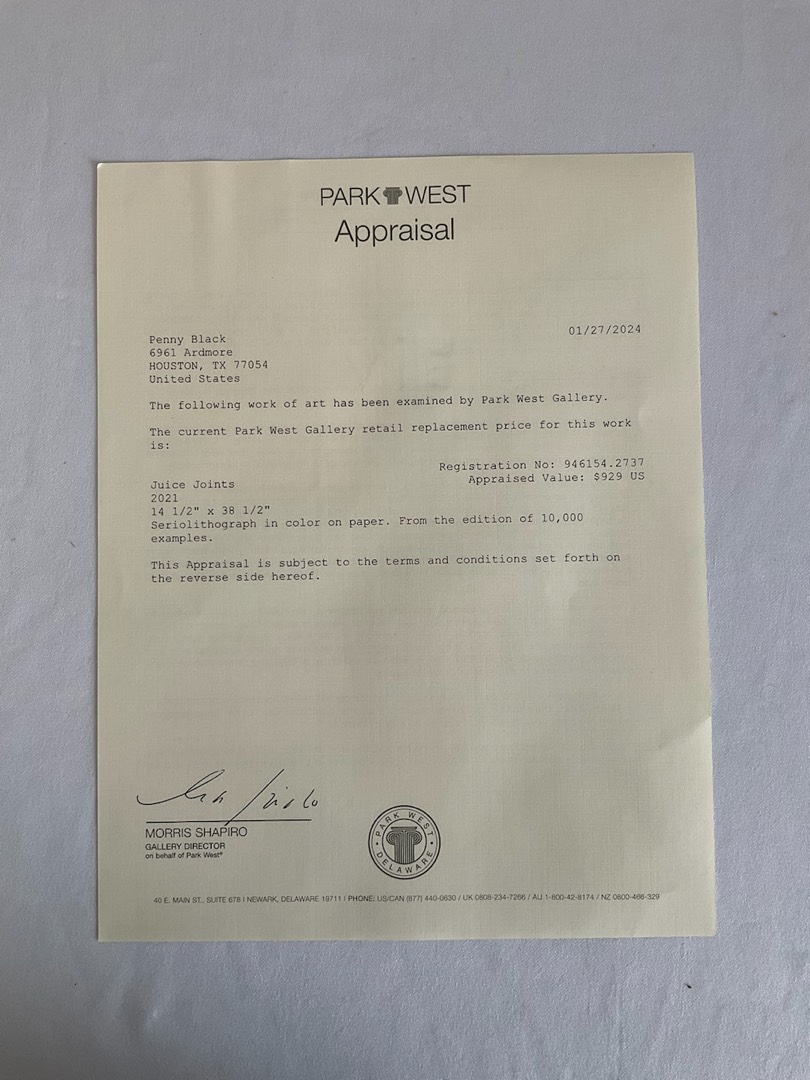 PARK WEST
Appraisal
01/27/2024
Penny Black
6961 Ardmore
HOUSTON, TX 77054
United States
The following work of art has been examined by Park West Gallery.
The current Park West Gallery retail replacement price for this work
is:
Registration No: 946154.2737
Appraised Value: $929 US
Juice Joints
2021
14 1/2" x 38 1/2"
Seriolithograph in color on paper. From the edition of 10,000
examples.
This Appraisal is subject to the terms and conditions set forth on
the reverse side hereof.
MORRIS SHAPIRO
GALLERY DIRECTOR
on behalf of Park West®
PARK WEST
DELAWARE
40 E. MAIN ST., SUITE 678 | NEWARK, DELAWARE 19711 / PHONE: US/CAN (877) 440-0630 / UK 0808-234-7266 / AU 1-800-42-8174 / NZ 0800-466-329